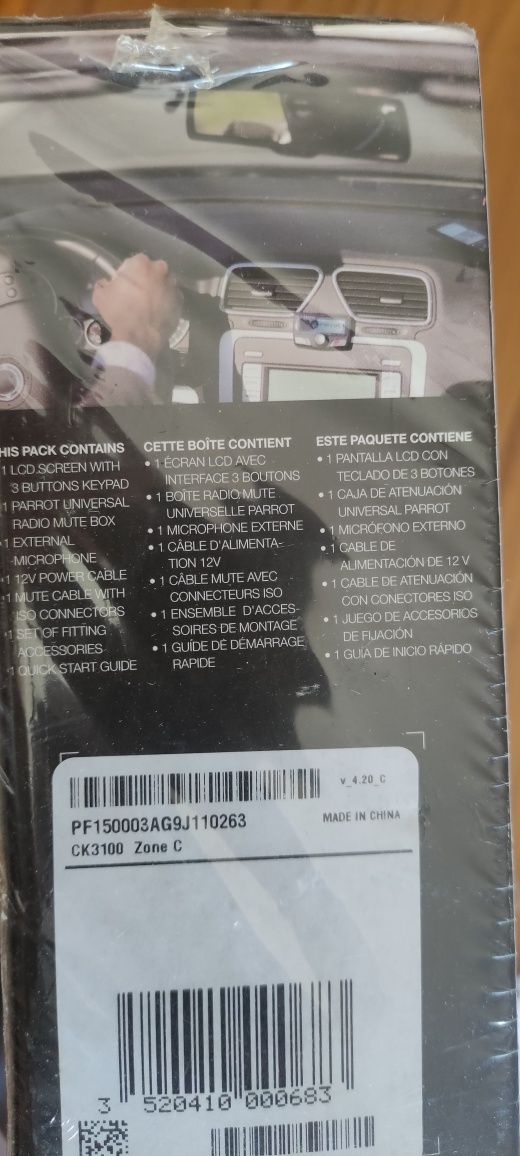 HIS PACK CONTAINS
1 LCD SCREEN WITH
3 BUTTONS KEYPAD
1 PARROT UNIVERSAL
RADIO MUTE BOX
1 EXTERNAL
MICROPHONE
1 12V POWER CABLE
1 MUTE CABLE WITH
ISO CONNECTORS
1 SET OF FITTING
ACCESSORIES
1 QUICK START GUIDE
CETTE BOÎTE CONTIENT
• 1 ÉCRAN LCD AVEC
INTERFACE 3 BOUTONS
• 1 BOÎTE RADIO MUTE
UNIVERSELLE PARROT
• 1 MICROPHONE EXTERNE
• 1 CÂBLE D'ALIMENTA-
TION 12V
• 1 CÂBLE MUTE AVEC
CONNECTEURS ISO
• 1 ENSEMBLE D'ACCES-
SOIRES DE MONTAGE
• 1 GUIDE DE DÉMARRAGE
RAPIDE
ESTE PAQUETE CONTIENE
• 1 PANTALLA LCD CON
TECLADO DE 3 BOTONES
• 1 CAJA DE ATENUACIÓN
UNIVERSAL PARROT
• 1 MICRÓFONO EXTERNO
• 1 CABLE DE
ALIMENTACIÓN DE 12 V
• 1 CABLE DE ATENUACIÓN
CON CONECTORES ISO
• 1 JUEGO DE ACCESORIOS
DE FIJACIÓN
• 1 GUÍA DE INICIO RÁPIDO
v_4.20_C
PF150003AG9J110263
MADE IN CHINA
CK3100 Zone C
3 520410 000683